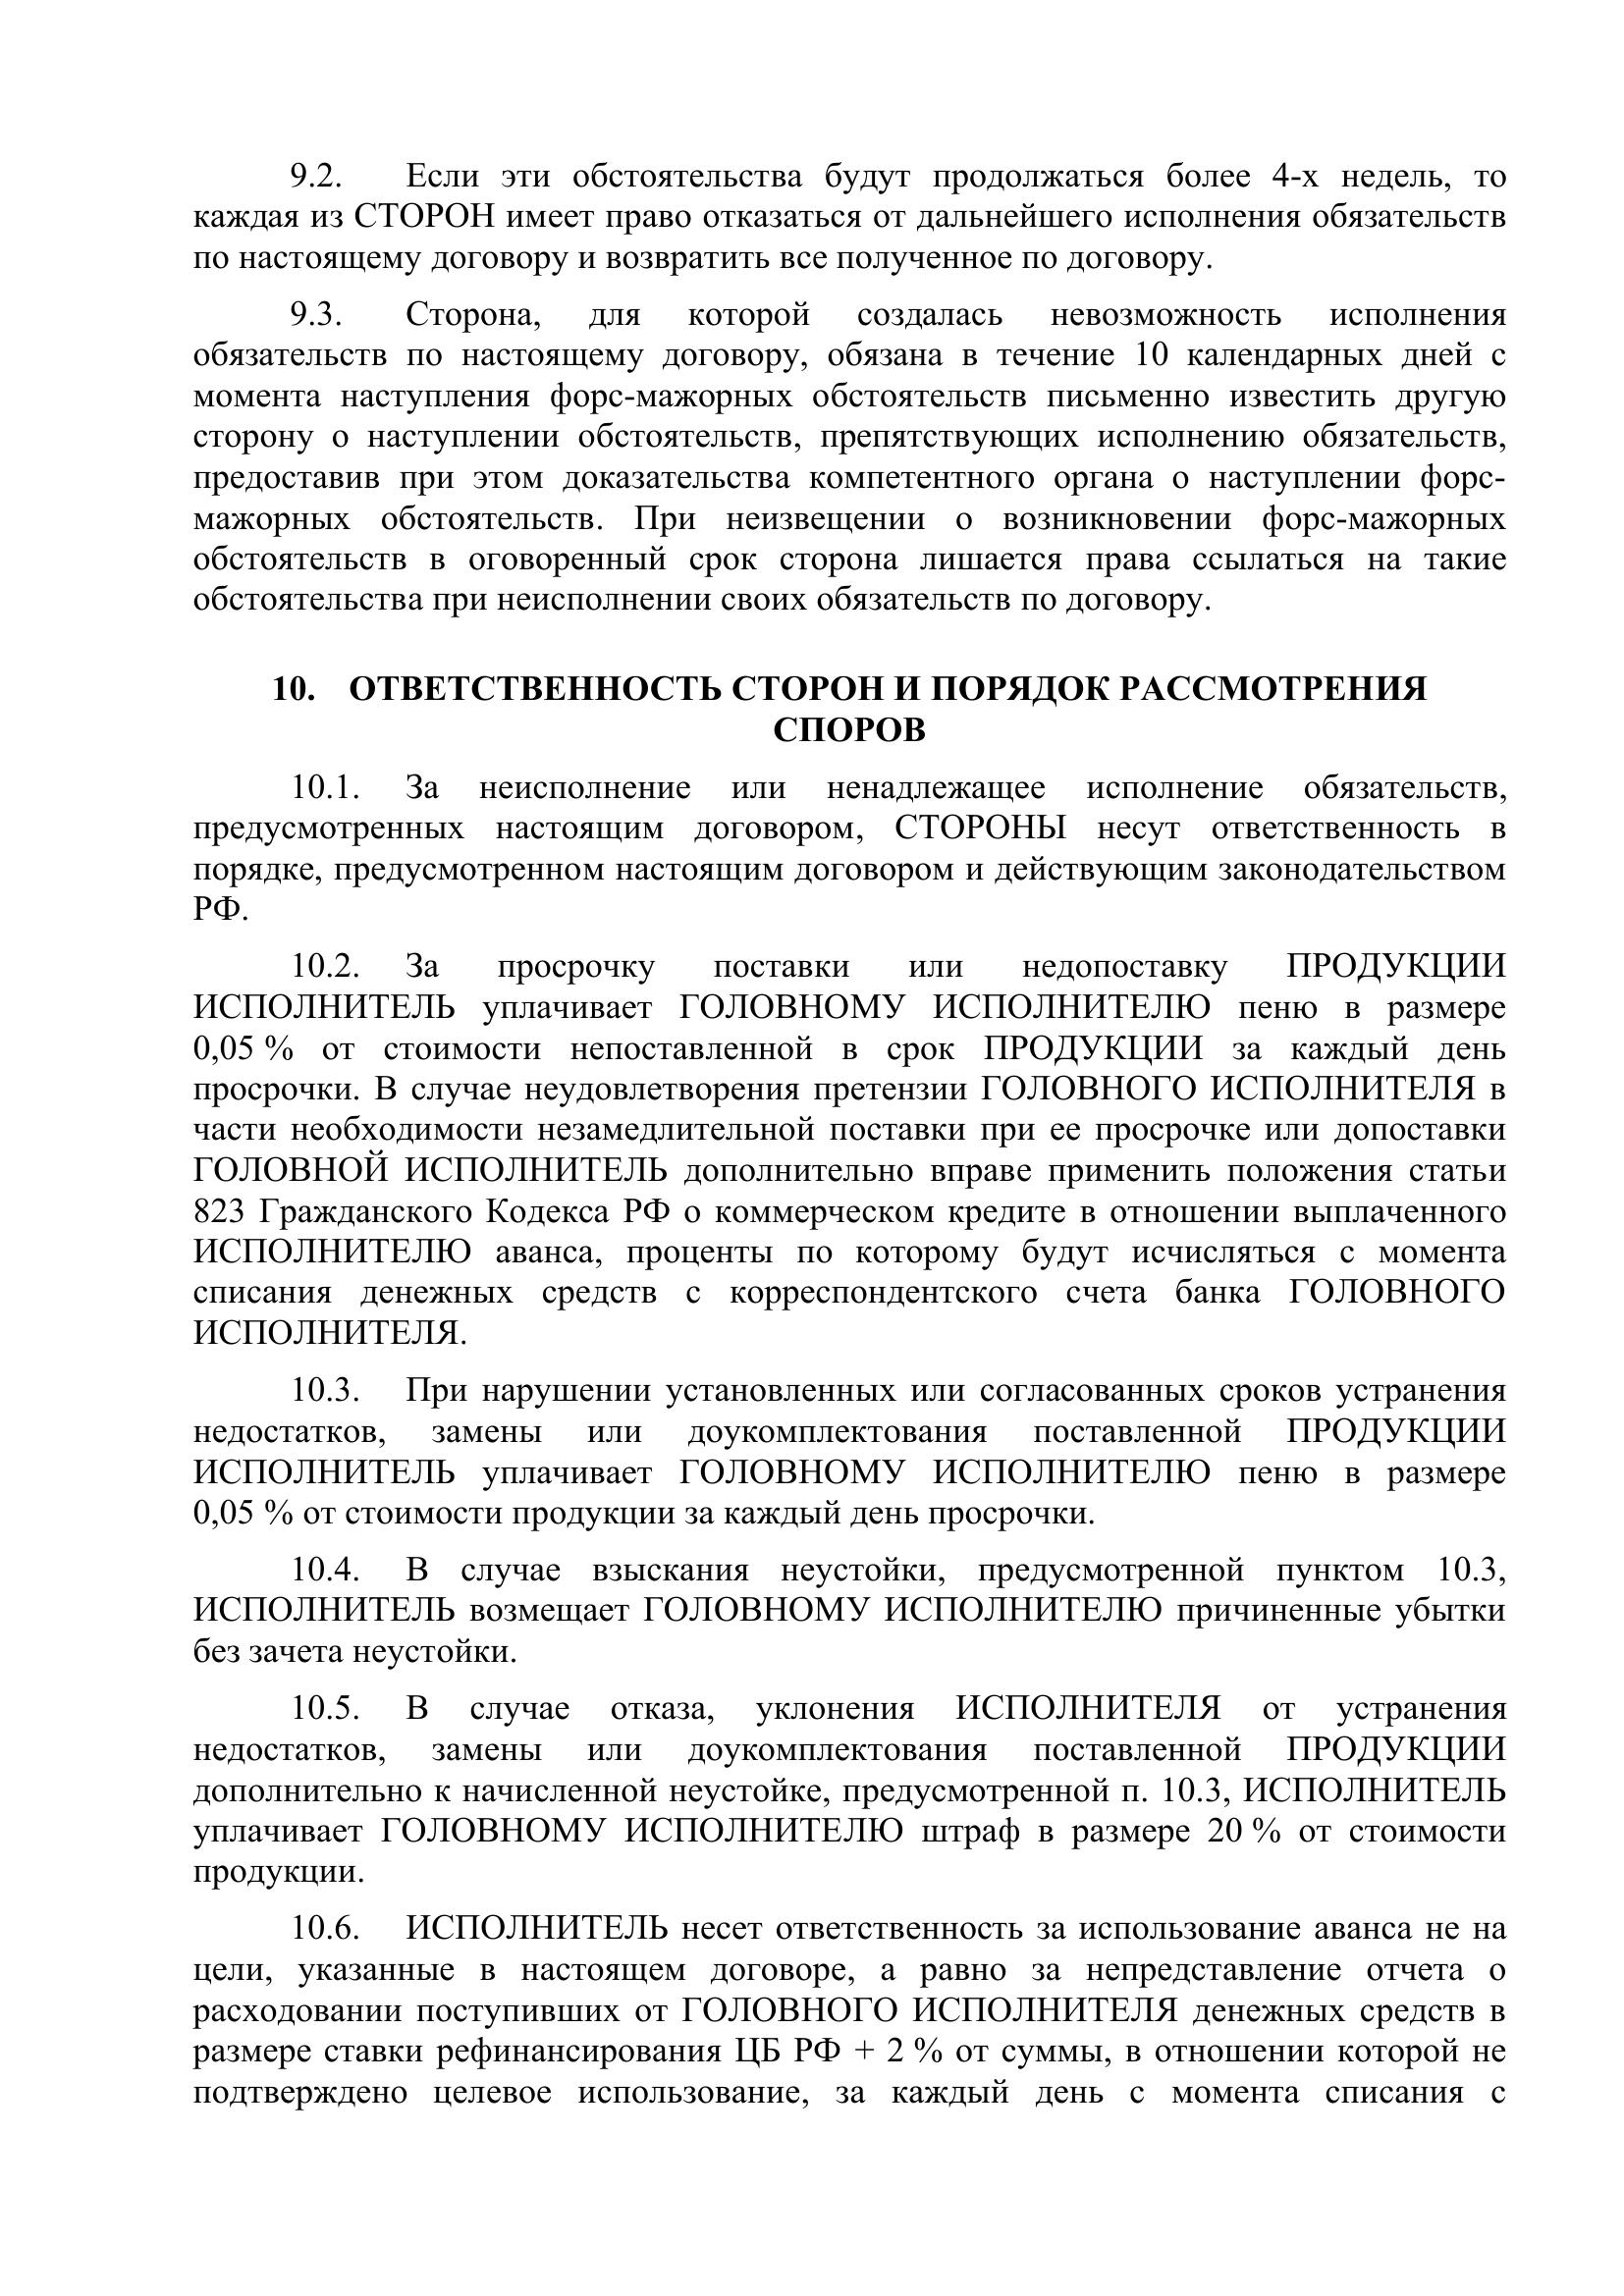 9.2. Если эти обстоятельства будут продолжаться более 4-х недель, то
каждая из СТОРОН имеет право отказаться от дальнейшего исполнения обязательств
по настоящему договору и возвратить все полученное по договору.
9.3. Сторона, для которой создалась невозможность исполнения
обязательств по настоящему договору, обязана в течение 10 календарных дней с
момента наступления форс-мажорных обстоятельств письменно известить другую
сторону о наступлении обстоятельств, препятствующих исполнению обязательств,
предоставив при этом доказательства компетентного органа о наступлении форс-
мажорных обстоятельств. При неизвещении о возникновении форс-мажорных
обстоятельств в оговоренный срок сторона лишается права ссылаться на такие
обстоятельства при неисполнении своих обязательств по договору.
10. ОТВЕТСТВЕННОСТЬ СТОРОН И ПОРЯДОК РАССМОТРЕНИЯ
СПОРОВ
10.1. За неисполнение или ненадлежащее исполнение обязательств,
предусмотренных настоящим договором, СТОРОНЫ несут ответственность в
порядке, предусмотренном настоящим договором и действующим законодательством
РФ.
10.2. За просрочку поставки или недопоставку ПРОДУКЦИИ
ИСПОЛНИТЕЛЬ уплачивает ГОЛОВНОМУ ИСПОЛНИТЕЛЮ пеню в размере
0,05 % от стоимости непоставленной в срок ПРОДУКЦИИ за каждый день
просрочки. В случае неудовлетворения претензии ГОЛОВНОГО ИСПОЛНИТЕЛЯ в
части необходимости незамедлительной поставки при ее просрочке или допоставки
ГОЛОВНОЙ ИСПОЛНИТЕЛЬ дополнительно вправе применить положения статьи
823 Гражданского Кодекса РФ о коммерческом кредите в отношении выплаченного
ИСПОЛНИТЕЛЮ аванса, проценты по которому будут исчисляться с момента
списания денежных средств с корреспондентского счета банка ГОЛОВНОГО
ИСПОЛНИТЕЛЯ.
10.3. При нарушении установленных или согласованных сроков устранения
недостатков, замены или доукомплектования поставленной ПРОДУКЦИИ
ИСПОЛНИТЕЛЬ уплачивает ГОЛОВНОМУ ИСПОЛНИТЕЛЮ пеню в размере
0,05 % от стоимости продукции за каждый день просрочки.
10.4. В случае взыскания неустойки, предусмотренной пунктом 10.3,
ИСПОЛНИТЕЛЬ возмещает ГОЛОВНОМУ ИСПОЛНИТЕЛЮ причиненные убытки
без зачета неустойки.
10.5. В случае отказа, уклонения ИСПОЛНИТЕЛЯ от устранения
недостатков, замены или доукомплектования поставленной ПРОДУКЦИИ
дополнительно к начисленной неустойке, предусмотренной п. 10.3, ИСПОЛНИТЕЛЬ
уплачивает ГОЛОВНОМУ ИСПОЛНИТЕЛЮ штраф в размере 20 % от стоимости
продукции.
10.6. ИСПОЛНИТЕЛЬ несет ответственность за использование аванса не на
цели, указанные в настоящем договоре, а равно за непредставление отчета о
расходовании поступивших от ГОЛОВНОГО ИСПОЛНИТЕЛЯ денежных средств в
размере ставки рефинансирования ЦБ РФ + 2 % от суммы, в отношении которой не
подтверждено целевое использование, за каждый день с момента списания с